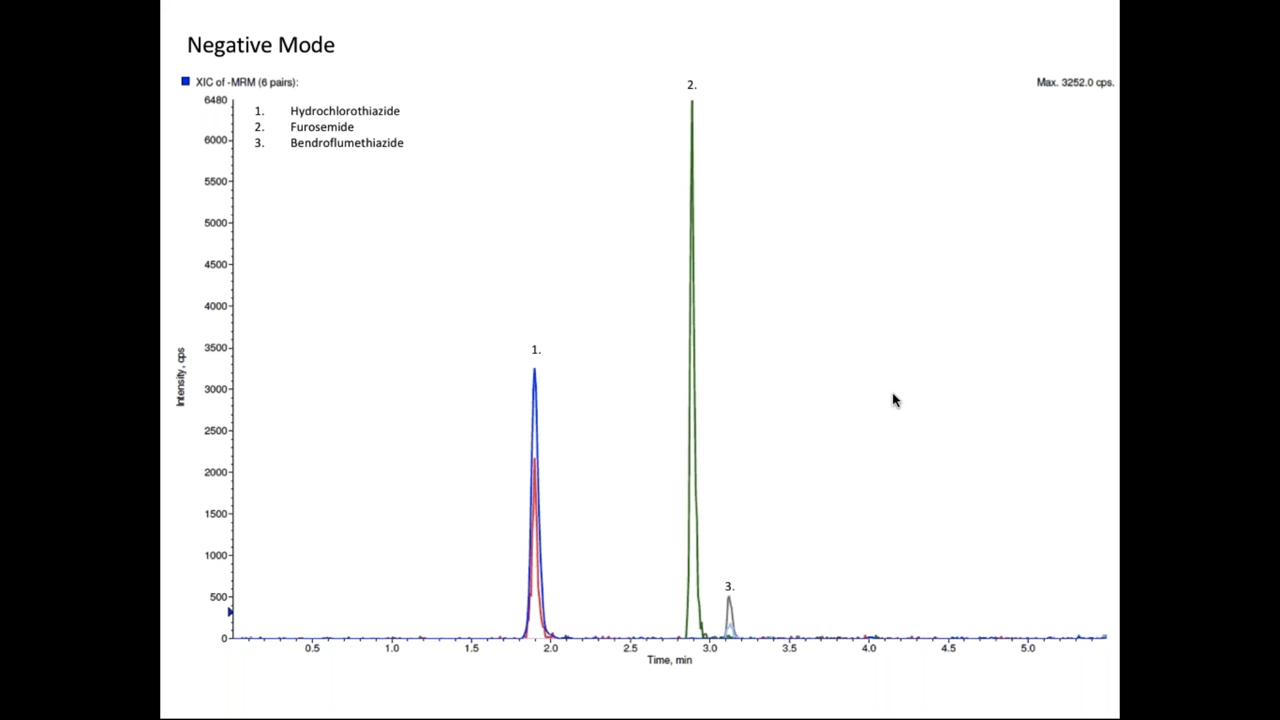 Negative Mode
XIC of -MRM (6 pairs):
Max. 3252.0 cps.
2.
6480
1. Hydrochlorothiazide
2. Furosemide
3. Bendroflumethiazide
6000
5500
5000
4500
4000
3500
1.
Intensity, cps
3000
2500
2000
1500
1000
500
3.
0
0.5 1.0 1.5 2.0 2.5 3.0 3.5 4.0 4.5 5.0
Time, min